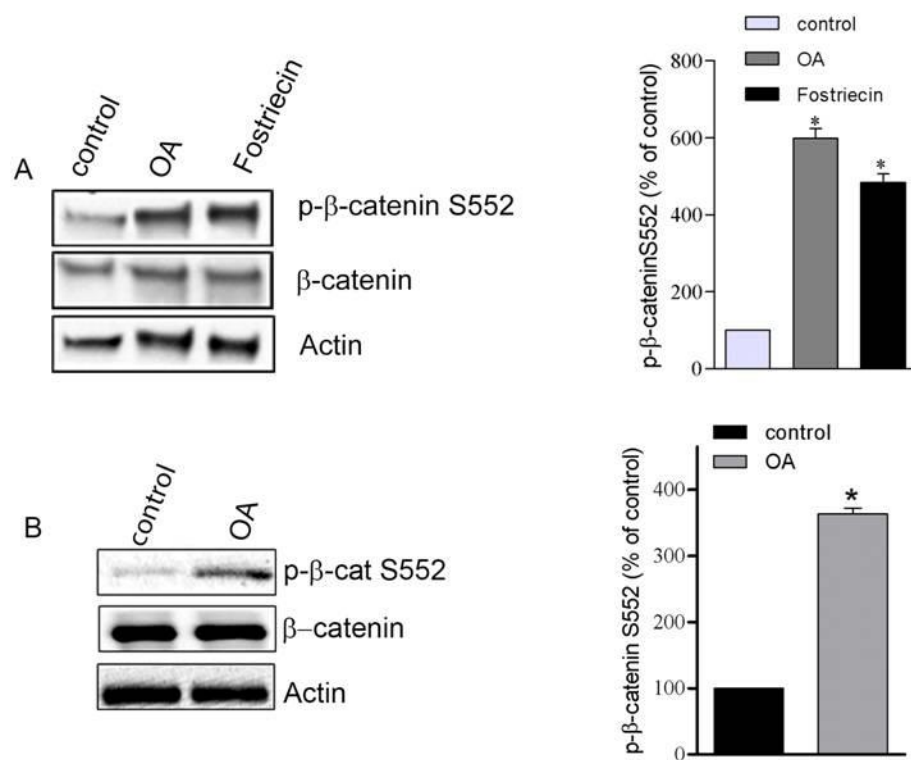 A
control
OA
Fostriecin
p-β-catenin S552
β-catenin
Actin
control
OA
Fostriecin
p-β-cateninS552 (% of control)
800
600
400
200
0
*
*
B
control
OA
p-β-cat S552
β–catenin
Actin
control
OA
p-β-catenin S552 (% of control)
400
300
200
100
0
*